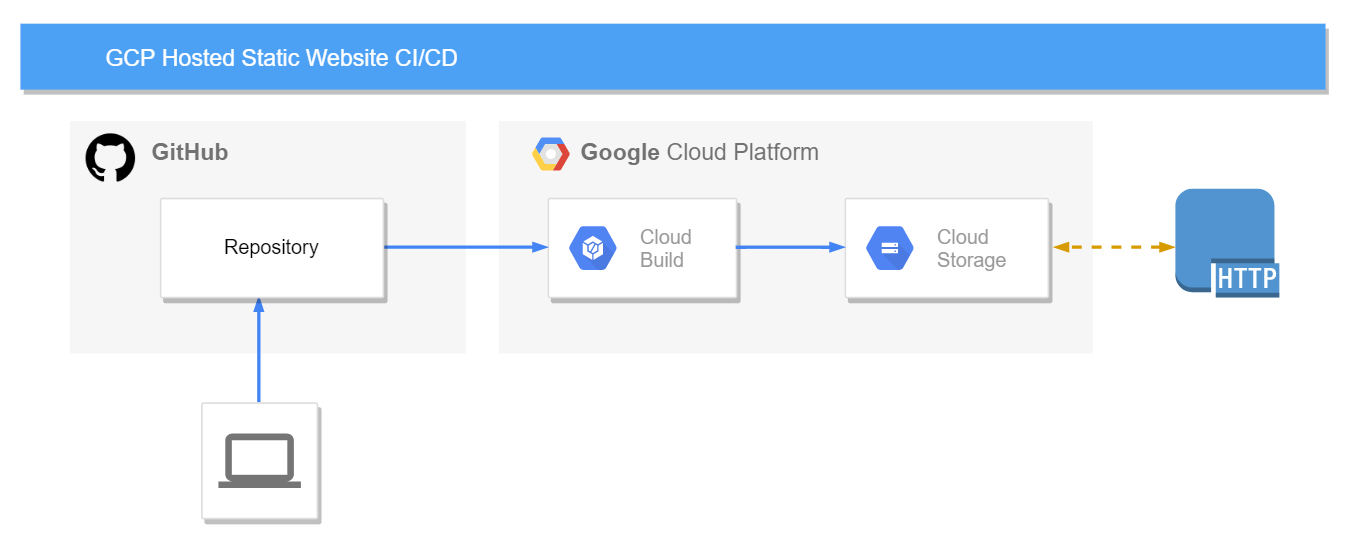 GCP Hosted Static Website CI/CD
GitHub
Google Cloud Platform
Repository
Cloud
Build
Cloud
Storage
HTTP